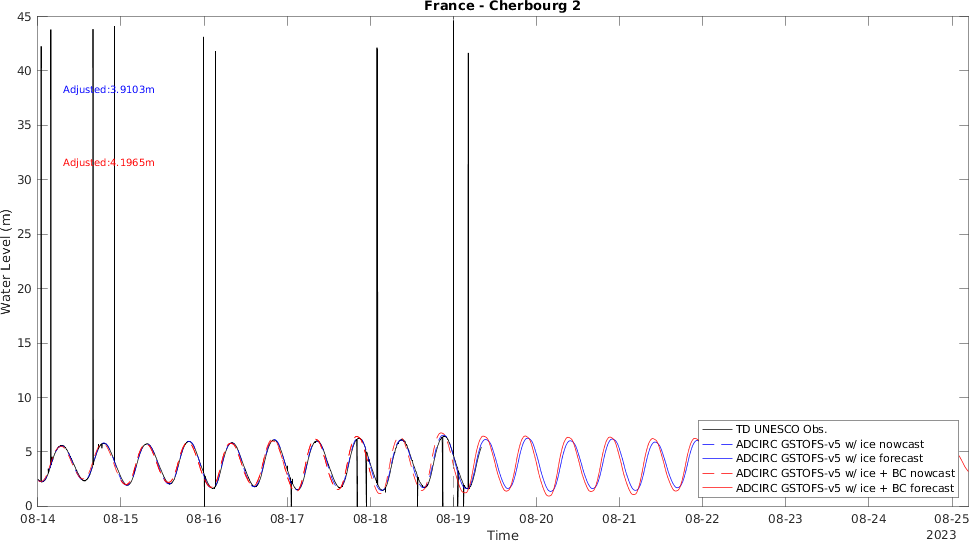 France - Cherbourg 2
45
40
35
30
25
20
15
10
5
0
Water Level (m)
Adjusted:3.9103m
Adjusted:4.1965m
TD UNESCO Obs.
ADCIRC GSTOFS-v5 w/ ice nowcast
ADCIRC GSTOFS-v5 w/ ice forecast
ADCIRC GSTOFS-v5 w/ ice + BC nowcast
ADCIRC GSTOFS-v5 w/ ice + BC forecast
08-14 08-15 08-16 08-17 08-18 08-19 08-20 08-21 08-22 08-23 08-24 08-25
Time
2023